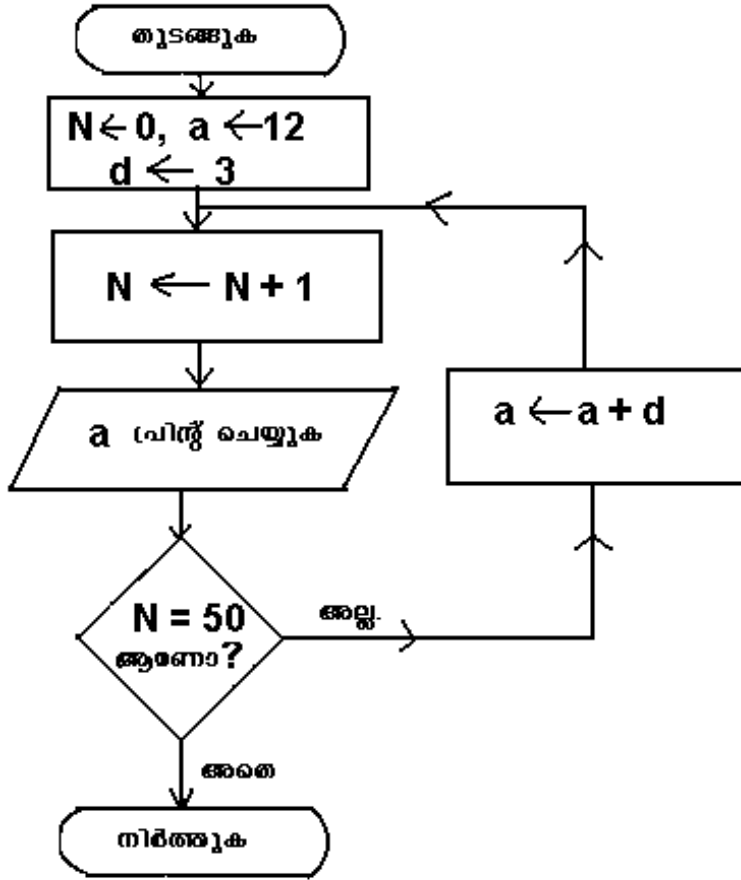 തുടങ്ങുക
N ← 0, a ← 12
d ← 3
N ← N + 1
a പ്രിന്റ് ചെയ്യുക
a ← a + d
N = 50
ആണോ?
അല്ല.
അതെ
നിർത്തുക